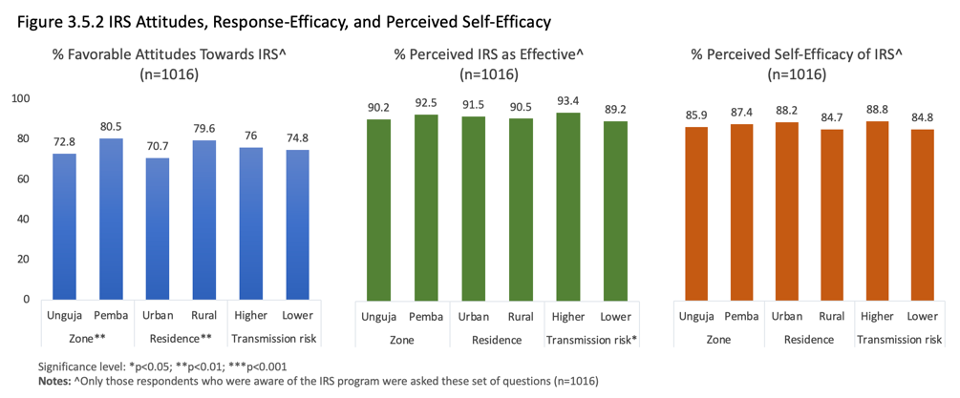 Figure 3.5.2 IRS Attitudes, Response-Efficacy, and Perceived Self-Efficacy
% Favorable Attitudes Towards IRS^
(n=1016)
100
80
60
40
20
0
72.8
80.5
70.7
79.6
76
74.8
Unguja Pemba Urban Rural Higher Lower
Zone** Residence** Transmission risk
% Perceived IRS as Effective^
(n=1016)
90.2
92.5
91.5
90.5
93.4
89.2
Unguja Pemba Urban Rural Higher Lower
Zone Residence Transmission risk*
% Perceived Self-Efficacy of IRS^
(n=1016)
85.9
87.4
88.2
84.7
88.8
84.8
Unguja Pemba Urban Rural Higher Lower
Zone Residence Transmission risk
Significance level: *p<0.05; **p<0.01; ***p<0.001
Notes: ^Only those respondents who were aware of the IRS program were asked these set of questions (n=1016)